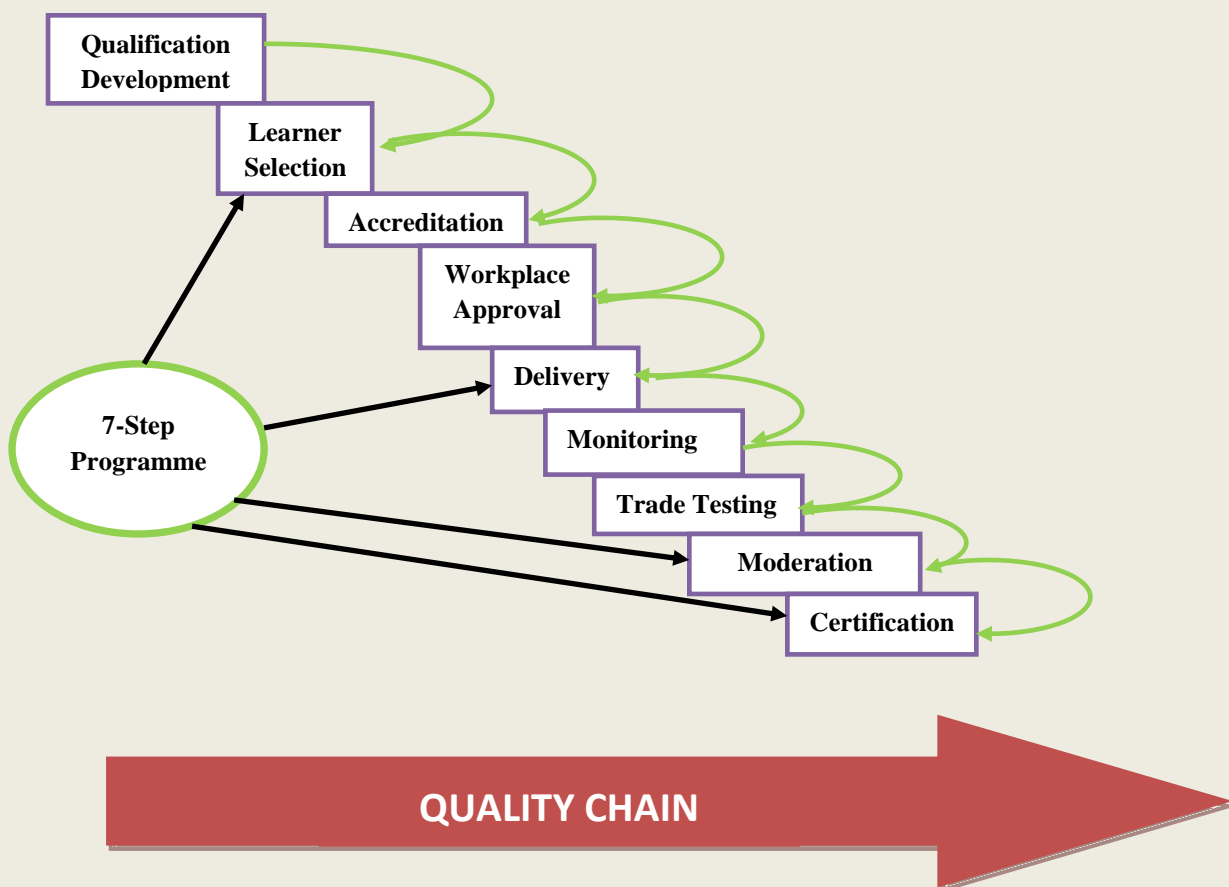 Qualification
Development
Learner
Selection
Accreditation
Workplace
Approval
Delivery
7-Step
Programme
Monitoring
Trade Testing
Moderation
Certification
QUALITY CHAIN